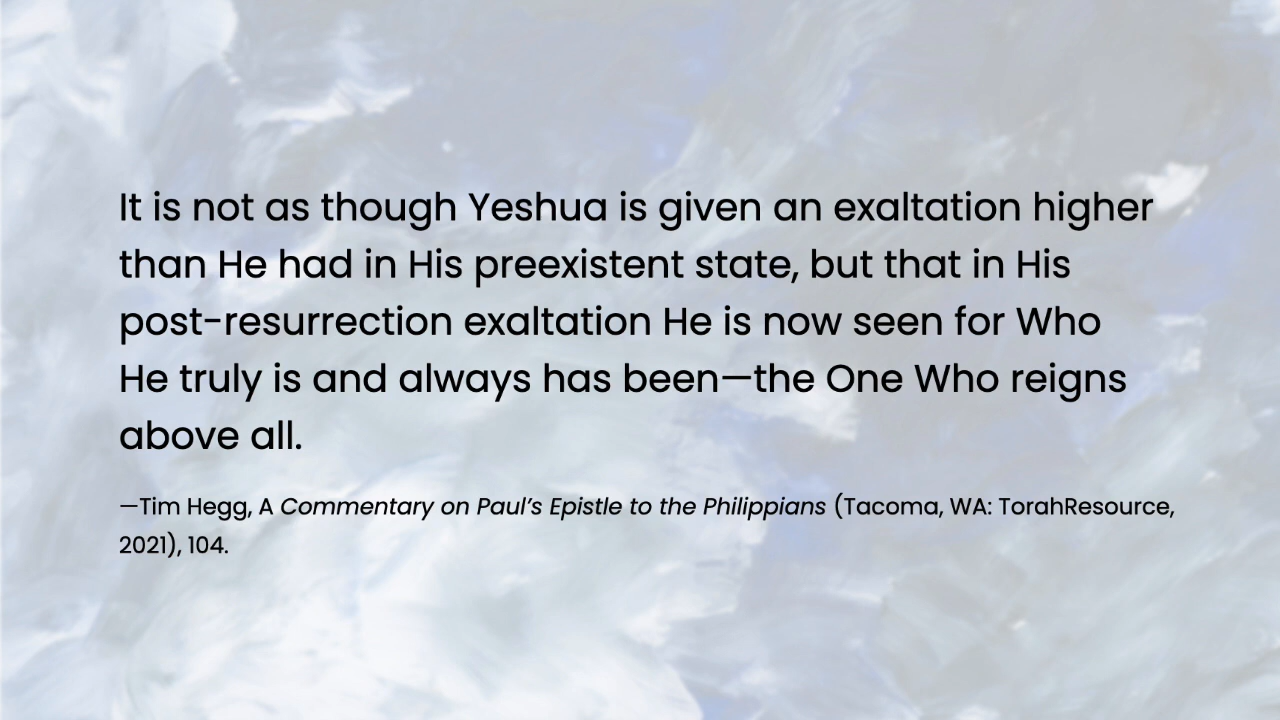 It is not as though Yeshua is given an exaltation higher
than He had in His preexistent state, but that in His
post-resurrection exaltation He is now seen for Who
He truly is and always has been—the One Who reigns
above all.
—Tim Hegg, A Commentary on Paul’s Epistle to the Philippians (Tacoma, WA: TorahResource,
2021), 104.